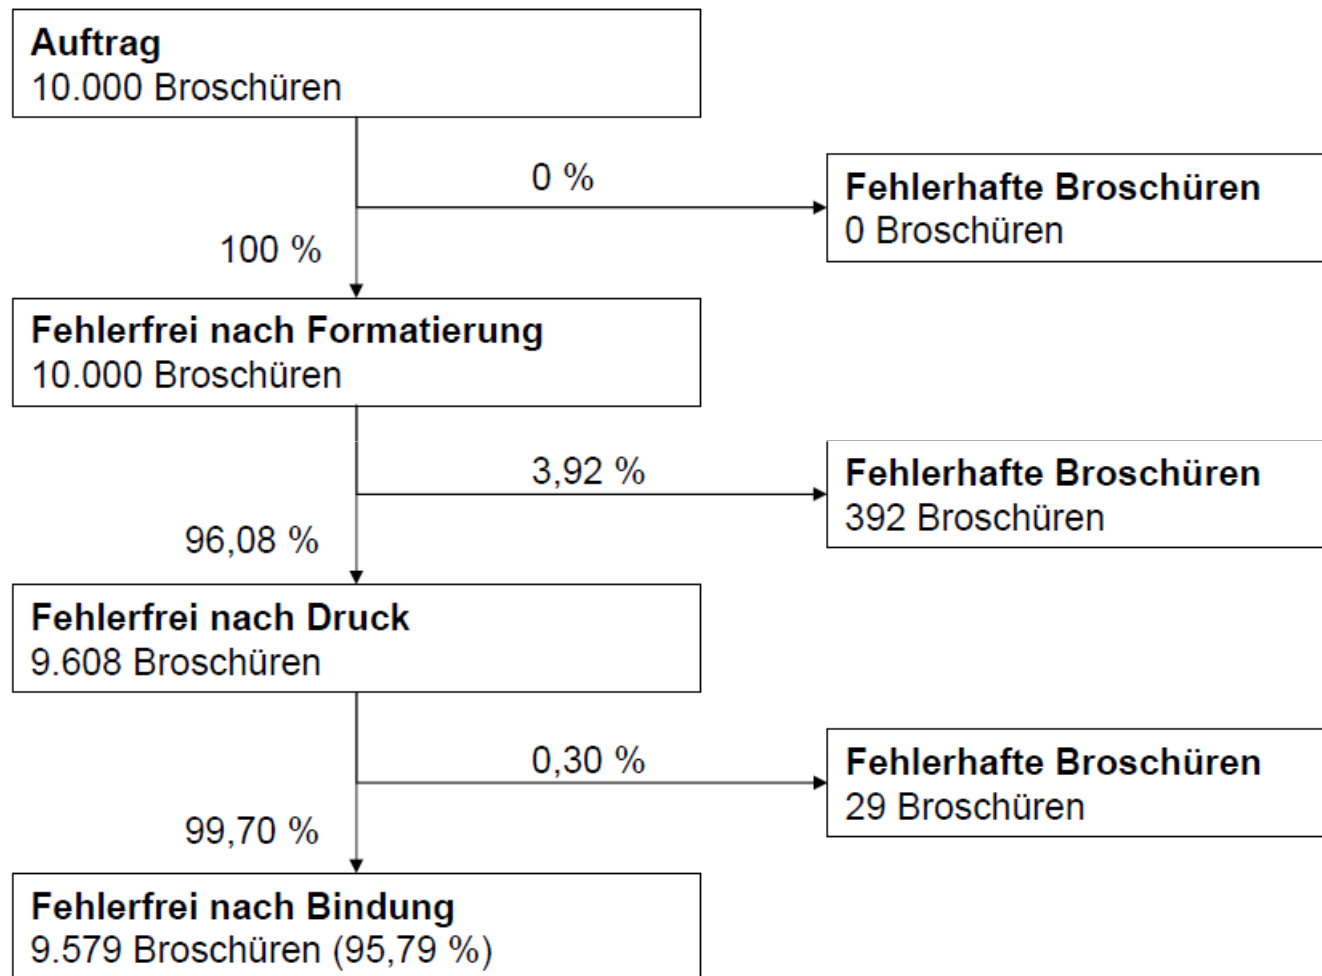 Auftrag
10.000 Broschüren
0 %
Fehlerhafte Broschüren
0 Broschüren
100 %
Fehlerfrei nach Formatierung
10.000 Broschüren
3,92 %
Fehlerhafte Broschüren
392 Broschüren
96,08 %
Fehlerfrei nach Druck
9.608 Broschüren
0,30 %
Fehlerhafte Broschüren
29 Broschüren
99,70 %
Fehlerfrei nach Bindung
9.579 Broschüren (95,79 %)